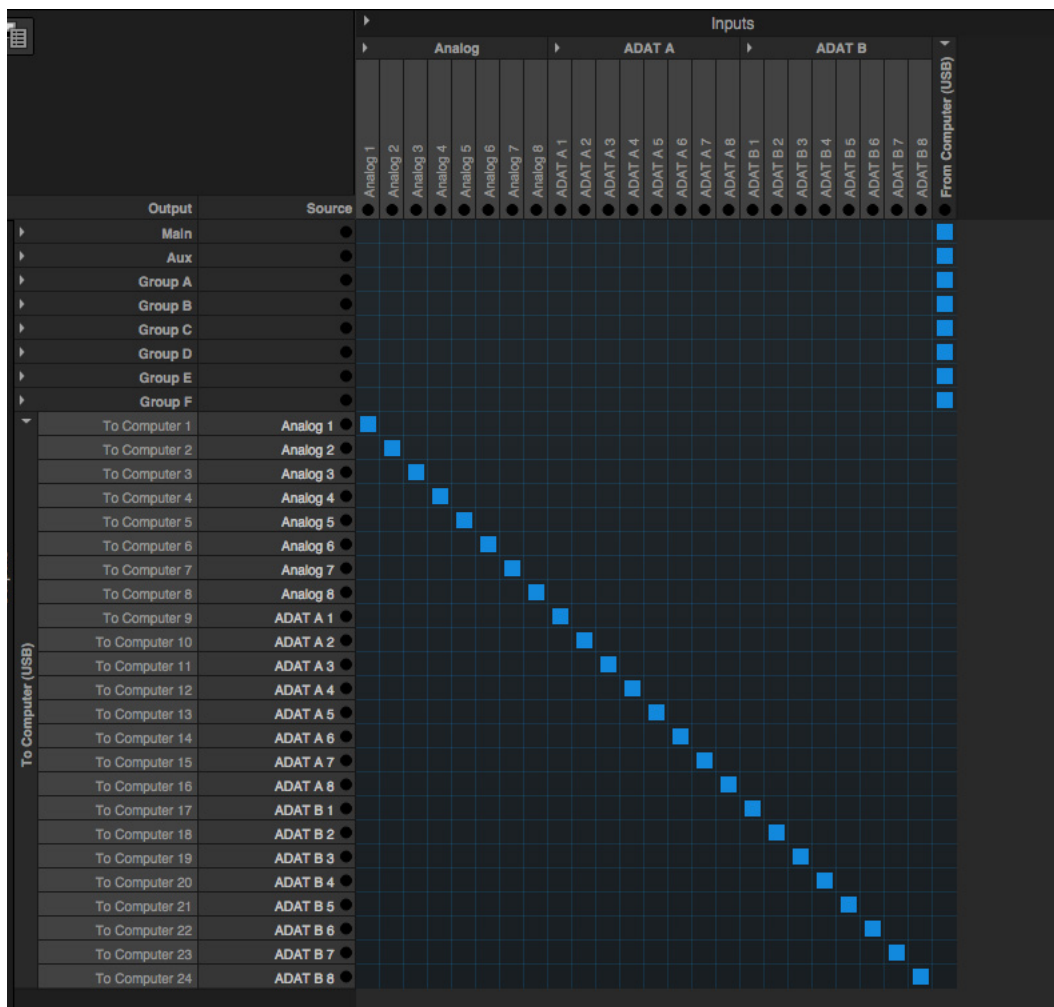 Inputs
Analog ADAT A ADAT B From Computer (USB)
Analog 1 Analog 2 Analog 3 Analog 4 Analog 5 Analog 6 Analog 7 Analog 8 ADAT A 1 ADAT A 2 ADAT A 3 ADAT A 4 ADAT A 5 ADAT A 6 ADAT A 7 ADAT A 8 ADAT B 1 ADAT B 2 ADAT B 3 ADAT B 4 ADAT B 5 ADAT B 6 ADAT B 7 ADAT B 8
Output Source
Main
Aux
Group A
Group B
Group C
Group D
Group E
Group F
To Computer (USB)
To Computer 1 Analog 1
To Computer 2 Analog 2
To Computer 3 Analog 3
To Computer 4 Analog 4
To Computer 5 Analog 5
To Computer 6 Analog 6
To Computer 7 Analog 7
To Computer 8 Analog 8
To Computer 9 ADAT A 1
To Computer 10 ADAT A 2
To Computer 11 ADAT A 3
To Computer 12 ADAT A 4
To Computer 13 ADAT A 5
To Computer 14 ADAT A 6
To Computer 15 ADAT A 7
To Computer 16 ADAT A 8
To Computer 17 ADAT B 1
To Computer 18 ADAT B 2
To Computer 19 ADAT B 3
To Computer 20 ADAT B 4
To Computer 21 ADAT B 5
To Computer 22 ADAT B 6
To Computer 23 ADAT B 7
To Computer 24 ADAT B 8